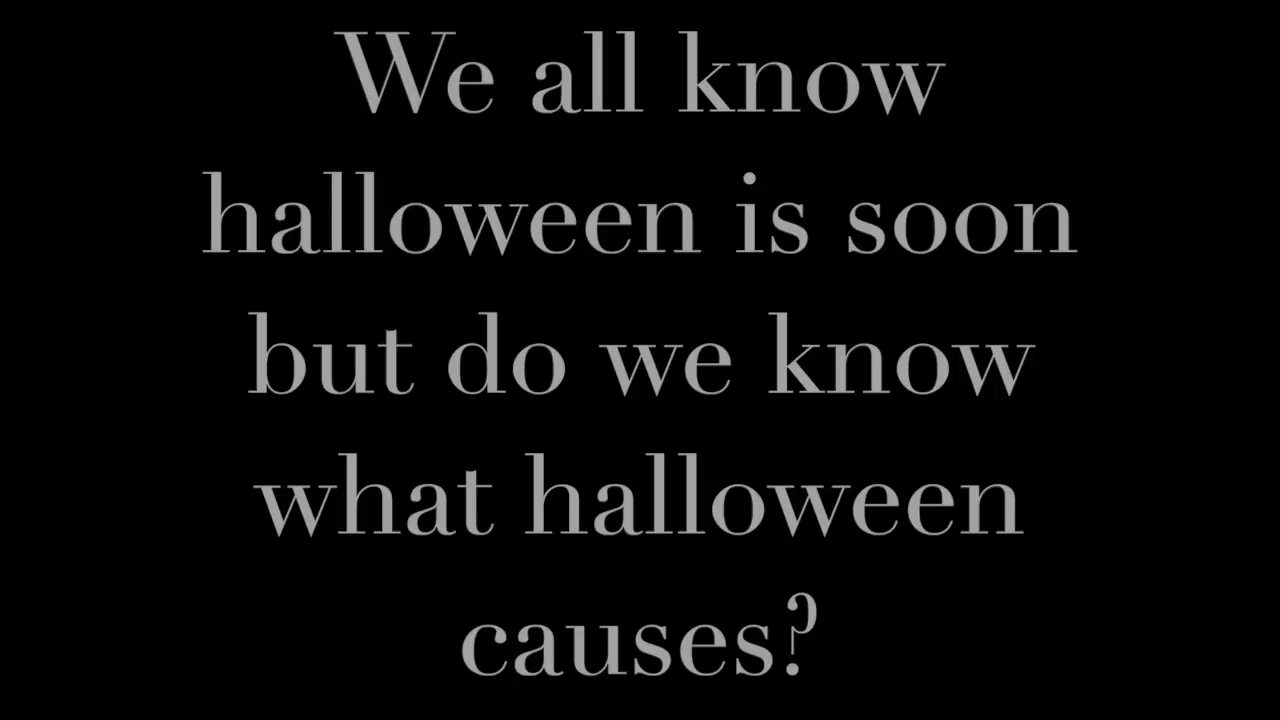 We all know
halloween is soon
but do we know
what halloween
causes?